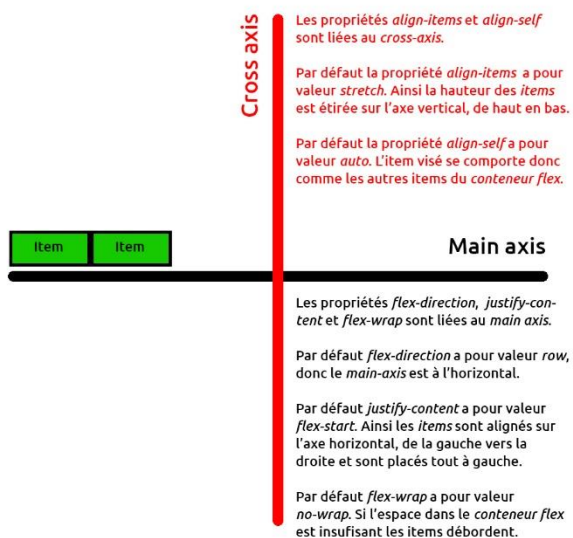 Cross axis
Les propriétés align-items et align-self
sont liées au cross-axis.
Par défaut la propriété align-items a pour
valeur stretch. Ainsi la hauteur des items
est étirée sur l'axe vertical, de haut en bas.
Par défaut la propriété align-self a pour
valeur auto. L'item visé se comporte donc
comme les autres items du conteneur flex.
Item Item
Main axis
Les propriétés flex-direction, justify-con-
tent et flex-wrap sont liées au main axis.
Par défaut flex-direction a pour valeur row,
donc le main-axis est à l'horizontal.
Par défaut justify-content a pour valeur
flex-start. Ainsi les items sont alignés sur
l'axe horizontal, de la gauche vers la
droite et sont placés tout à gauche.
Par défaut flex-wrap a pour valeur
no-wrap. Si l'espace dans le conteneur flex
est insufisant les items débordent.